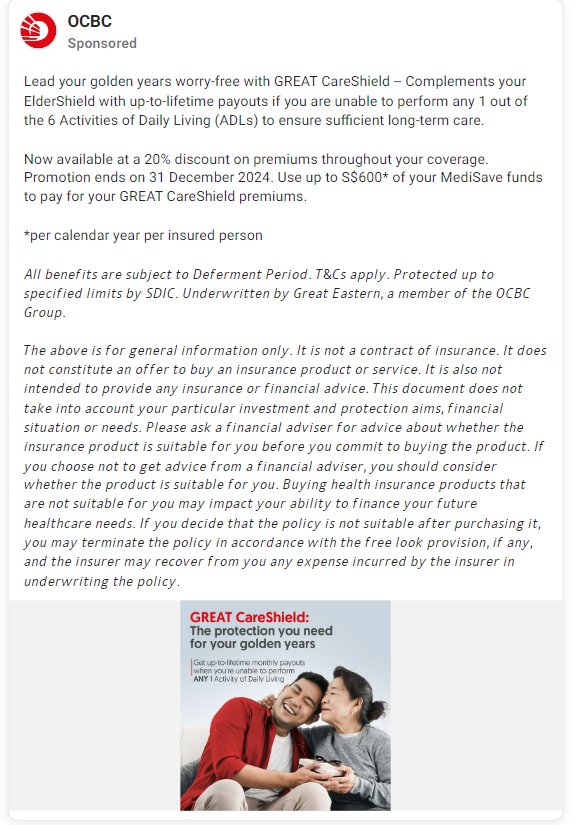 OCBC
Sponsored
Lead your golden years worry-free with GREAT CareShield – Complements your
ElderShield with up-to-lifetime payouts if you are unable to perform any 1 out of
the 6 Activities of Daily Living (ADLs) to ensure sufficient long-term care.
Now available at a 20% discount on premiums throughout your coverage.
Promotion ends on 31 December 2024. Use up to S$600* of your MediSave funds
to pay for your GREAT CareShield premiums.
*per calendar year per insured person
All benefits are subject to Deferment Period. T&Cs apply. Protected up to
specified limits by SDIC. Underwritten by Great Eastern, a member of the OCBC
Group.
The above is for general information only. It is not a contract of insurance. It does
not constitute an offer to buy an insurance product or service. It is also not
intended to provide any insurance or financial advice. This document does not
take into account your particular investment and protection aims, financial
situation or needs. Please ask a financial adviser for advice about whether the
insurance product is suitable for you before you commit to buying the product. If
you choose not to get advice from a financial adviser, you should consider
whether the product is suitable for you. Buying health insurance products that
are not suitable for you may impact your ability to finance your future
healthcare needs. If you decide that the policy is not suitable after purchasing it,
you may terminate the policy in accordance with the free look provision, if any,
and the insurer may recover from you any expense incurred by the insurer in
underwriting the policy.
GREAT CareShield:
The protection you need
for your golden years
Get up-to-lifetime monthly payouts
when you're unable to perform
ANY 1 Activity of Daily Living